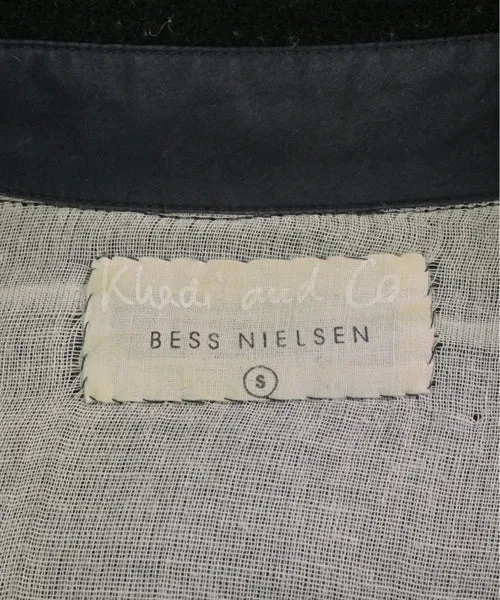 Khadi and Co.
BESS NIELSEN
S